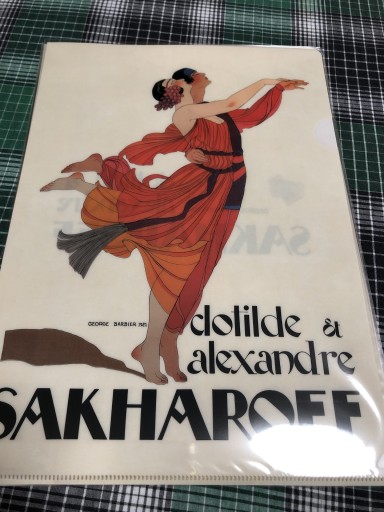 GEORGE BARBIER 1921
clotilde &
alexandre
SAKHAROFF